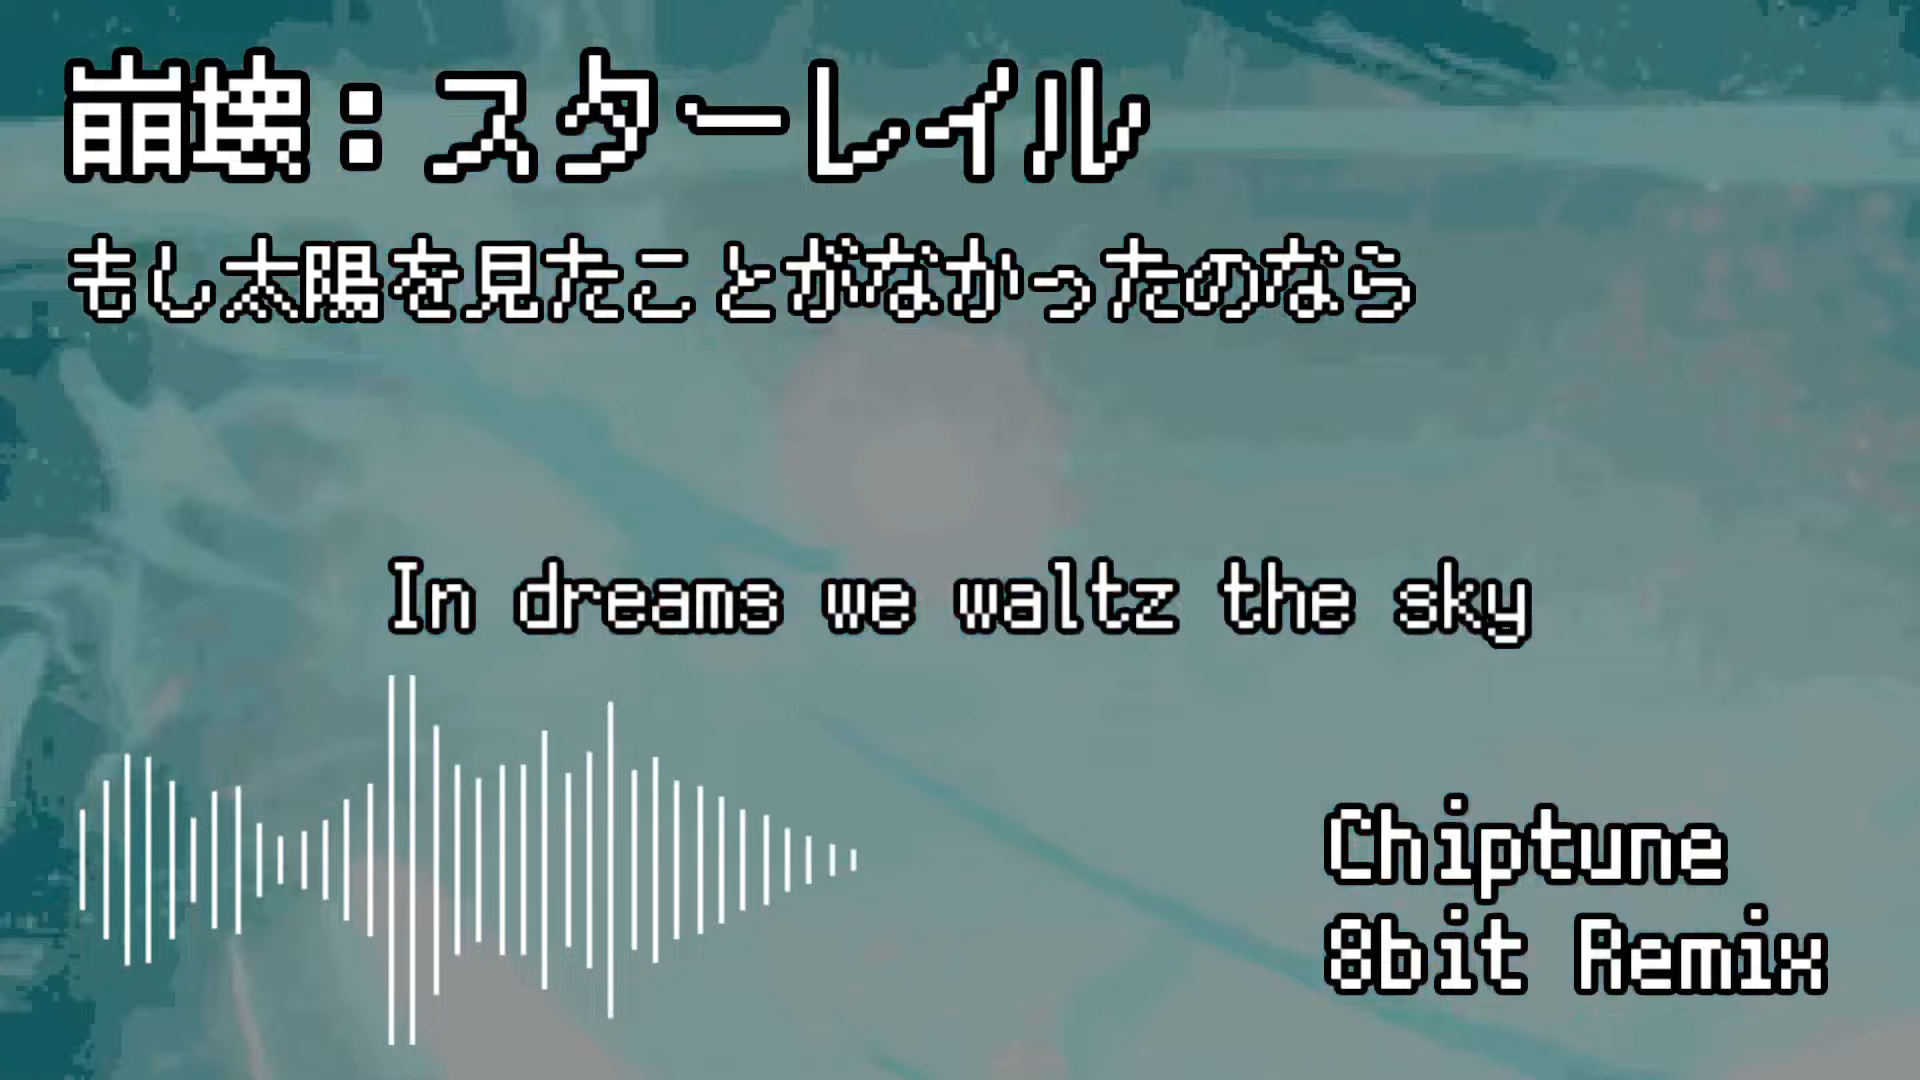 崩壊：スターレイル
もし太陽を見たことがなかったのなら
In dreams we waltz the sky
Chiptune
8bit Remix